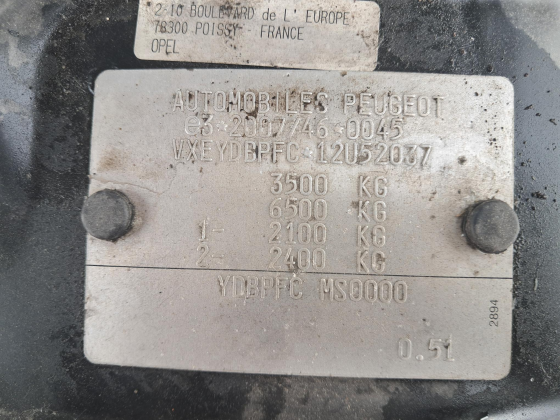 2-10 BOULEVARD de L' EUROPE
78300 POISSY - FRANCE
OPEL
AUTOMOBILES PEUGEOT
e3*2007/46*0045
VXEYDBPFC*12U52037
3500 KG
6500 KG
1- 2100 KG
2- 2400 KG
YDBPFC MS0000
2894
0.51